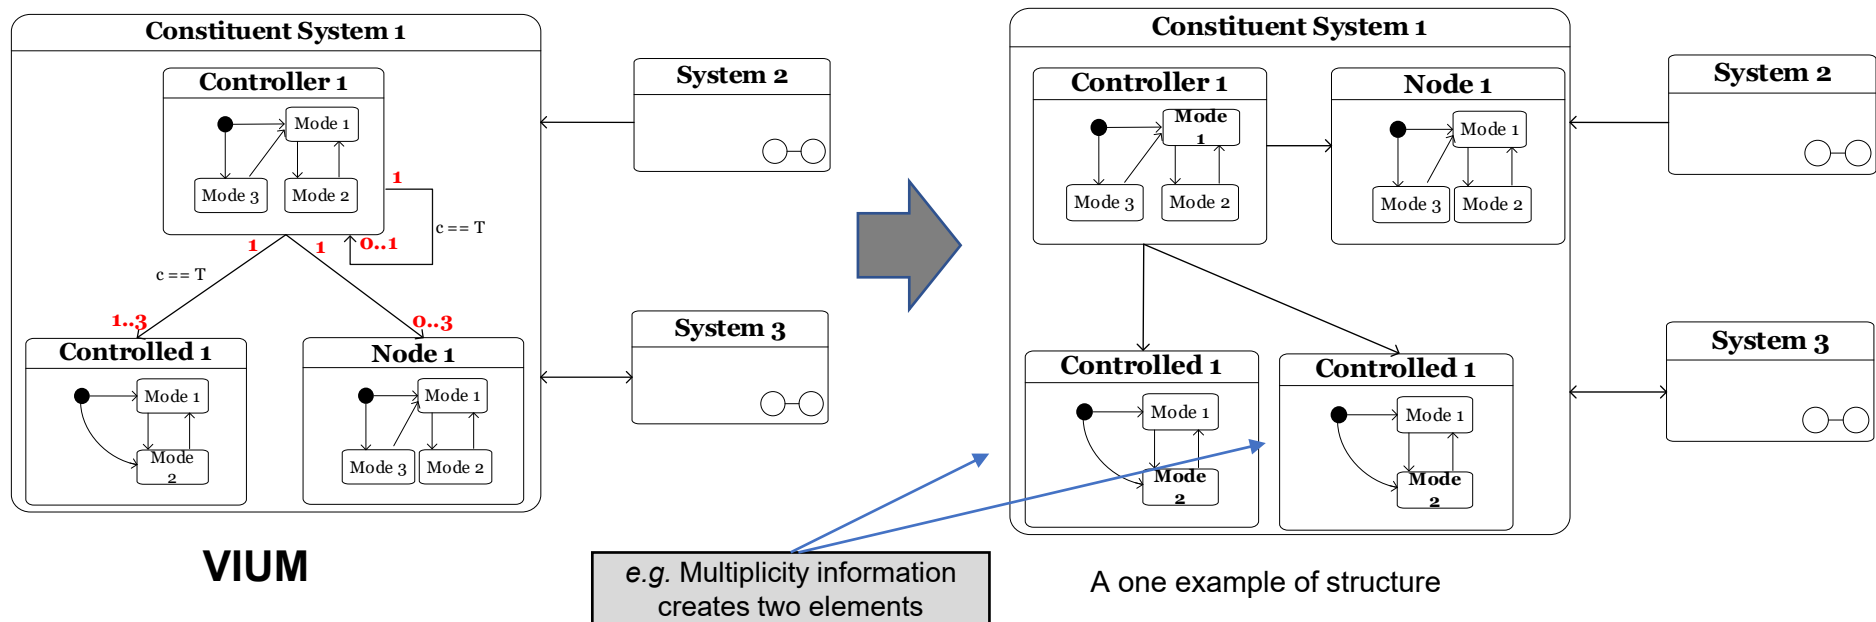 Constituent System 1
Controller 1
Mode 1
Mode 3
Mode 2
1
c == T
0..1
1
1
c == T
1..3
0..3
Controlled 1
Mode 1
Mode
2
Node 1
Mode 1
Mode 3
Mode 2
System 2
System 3
VIUM
e.g. Multiplicity information
creates two elements
Constituent System 1
Controller 1
Mode
1
Mode 3
Mode 2
Node 1
Mode 1
Mode 3
Mode 2
Controlled 1
Mode 1
Mode
2
Controlled 1
Mode 1
Mode
2
System 2
System 3
A one example of structure